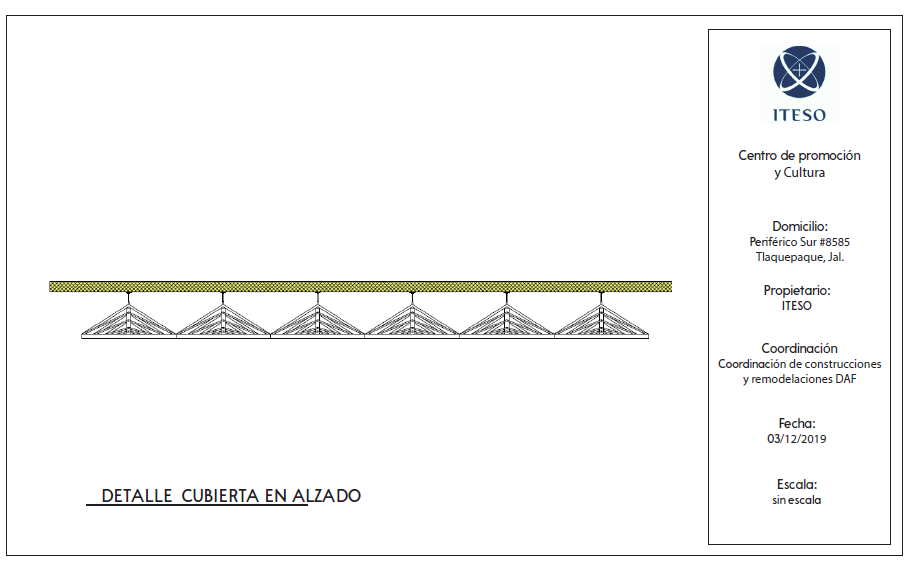 DETALLE CUBIERTA EN ALZADO
ITESO
Centro de promoción
y Cultura
Domicilio:
Periférico Sur #8585
Tlaquepaque, Jal.
Propietario:
ITESO
Coordinación
Coordinación de construcciones
y remodelaciones DAF
Fecha:
03/12/2019
Escala:
sin escala